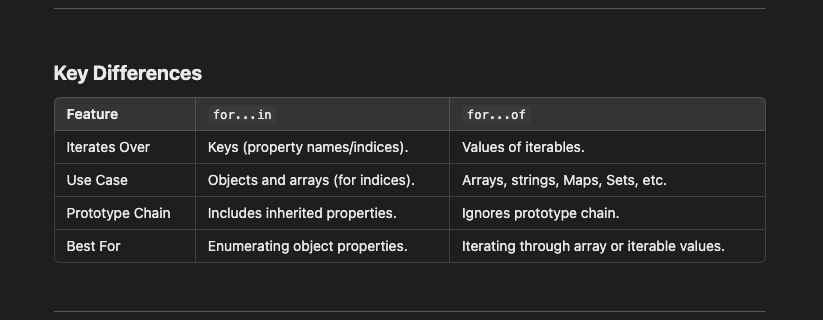 Key Differences
Feature for...in for...of
Iterates Over Keys (property names/indices). Values of iterables.
Use Case Objects and arrays (for indices). Arrays, strings, Maps, Sets, etc.
Prototype Chain Includes inherited properties. Ignores prototype chain.
Best For Enumerating object properties. Iterating through array or iterable values.